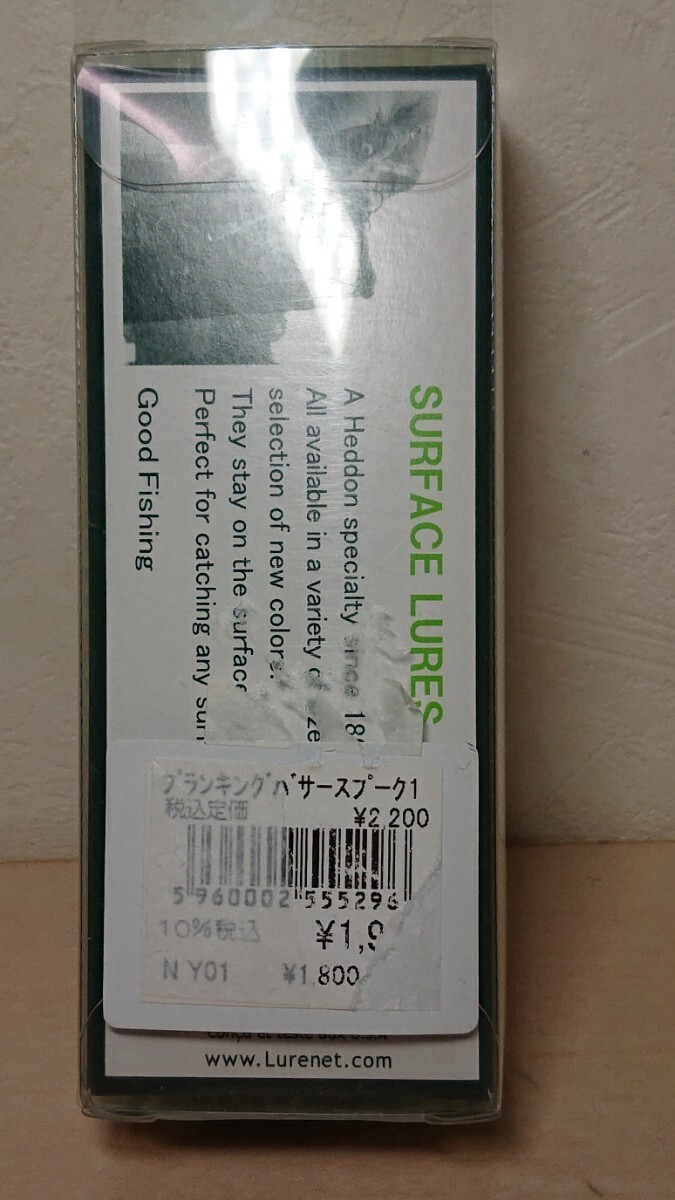 SURFACE LURES
A Heddon specialty since 18
All available in a variety of
selection of new colors.
They stay on the surface
Perfect for catching any
Good Fishing
ﾌﾟﾗﾝｷﾝｸﾞﾊﾞｻｰｽﾌﾟｰｸ1
税込定価 ¥2,200
5 960002 555296
10%税込 ¥1,9
N Y01 ¥1,800
www.Lurenet.com